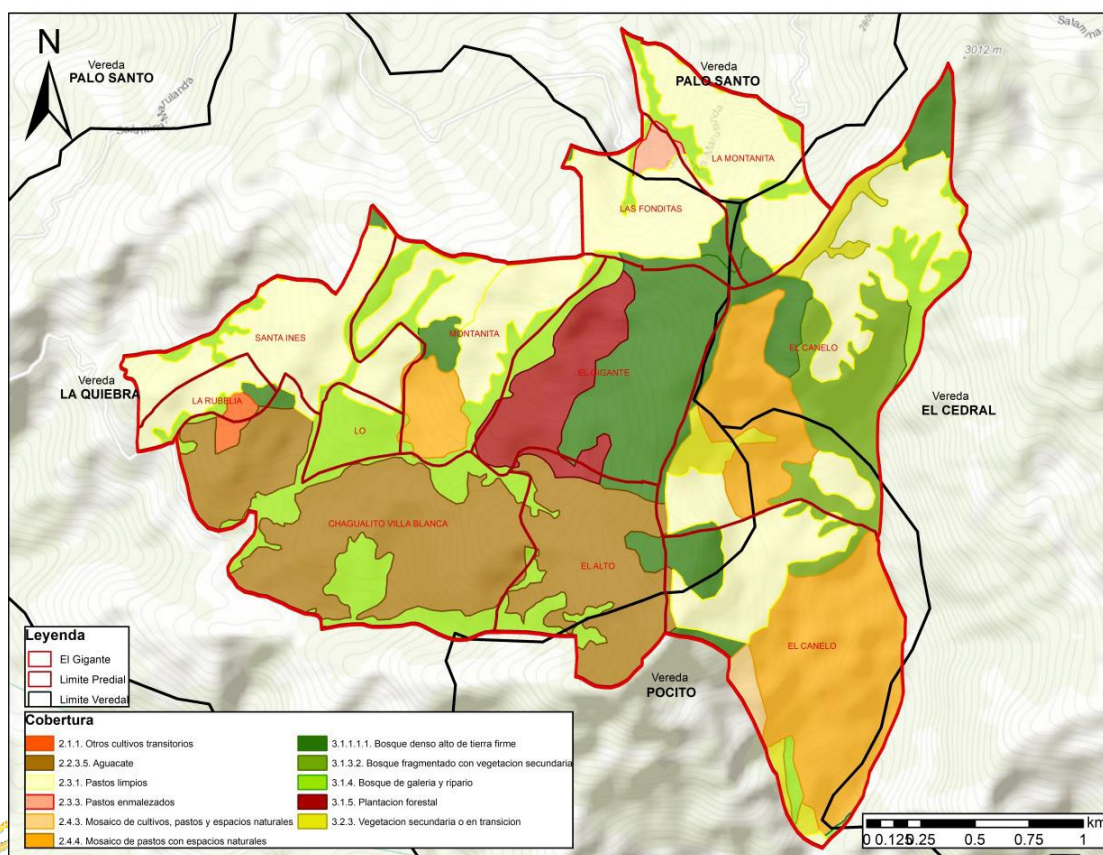 N
Vereda
PALO SANTO
Vereda
PALO SANTO
3012 m
LA MONTANITA
LAS FONDITAS
SANTA INES
MONTANITA
EL CANELO
EL GIGANTE
Vereda
LA QUIEBRA
LA RUBELIA
Vereda
EL CEDRAL
LO
CHAGUALITO VILLA BLANCA
EL ALTO
EL CANELO
Vereda
POCITO
Leyenda
El Gigante
Limite Predial
Limite Veredal
Cobertura
2.1.1. Otros cultivos transitorios
2.2.3.5. Aguacate
2.3.1. Pastos limpios
2.3.3. Pastos enmalezados
2.4.3. Mosaico de cultivos, pastos y espacios naturales
2.4.4. Mosaico de pastos con espacios naturales
3.1.1.1.1. Bosque denso alto de tierra firme
3.1.3.2. Bosque fragmentado con vegetacion secundaria
3.1.4. Bosque de galeria y ripario
3.1.5. Plantacion forestal
3.2.3. Vegetacion secundaria o en transicion
km
0 0.125 0.25 0.5 0.75 1